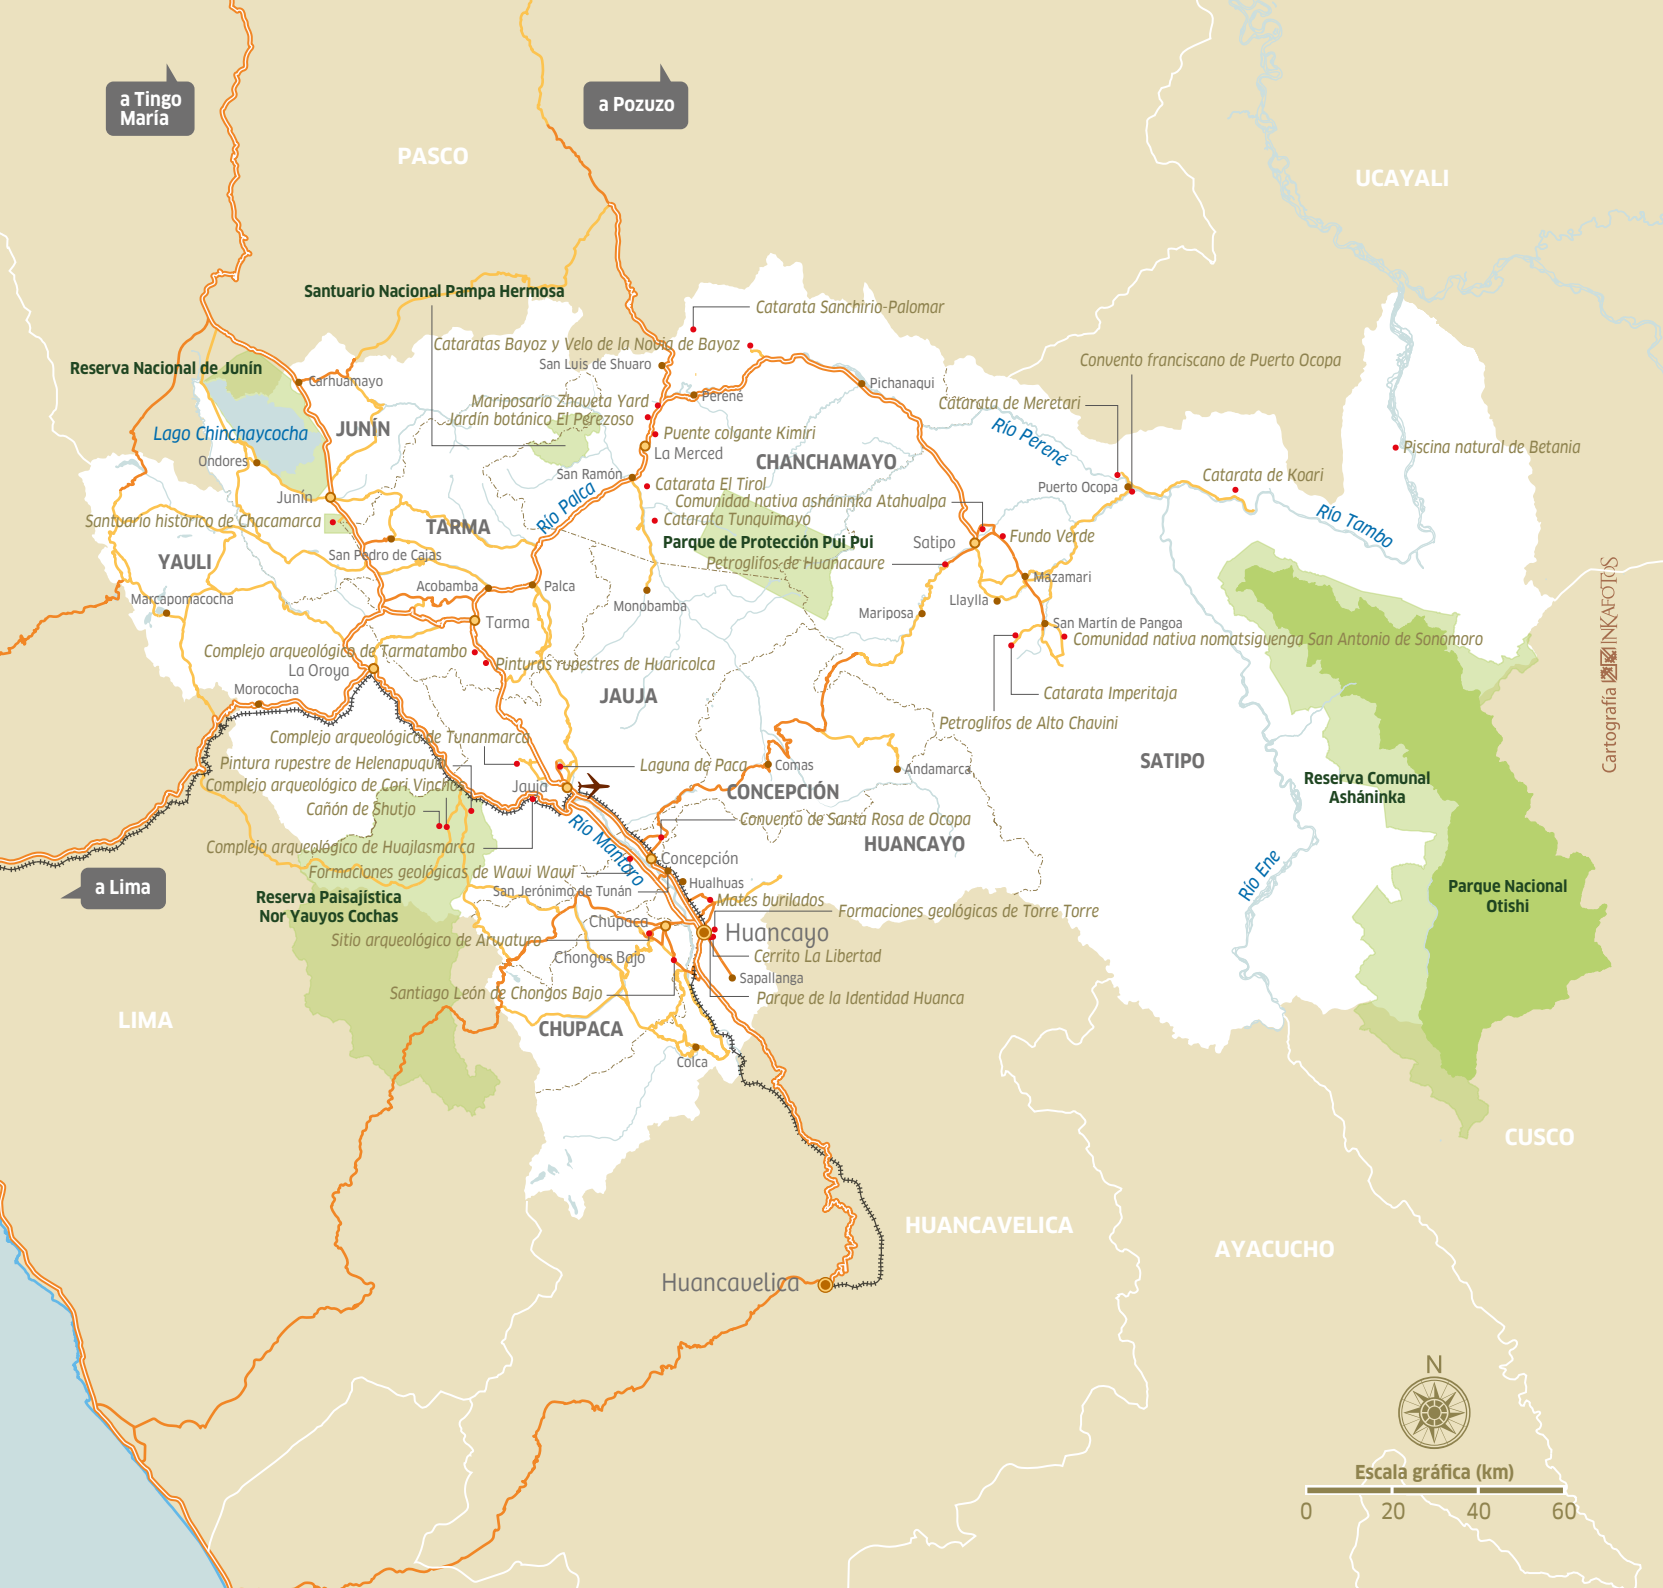 a Tingo
María
a Pozuzo
PASCO
UCAYALI
Santuario Nacional Pampa Hermosa
Catarata Sanchirio-Palomar
Cataratas Bayoz y Velo de la Novia de Bayoz
San Luis de Shuaro
Convento franciscano de Puerto Ocopa
Reserva Nacional de Junín
Carhuamayo
Pichanaqui
Perené
Mariposario Zhaveta Yard
Catarata de Meretari
Jardín botánico El Perezoso
JUNÍN
Lago Chinchaycocha
Puente colgante Kimiri
Río Perené
Piscina natural de Betania
La Merced
CHANCHAMAYO
Ondores
San Ramón
Catarata de Koari
Catarata El Tirol
Puerto Ocopa
Junín
Comunidad nativa asháninka Atahualpa
Río Palca
Santuario histórico de Chacamarca
TARMA
Catarata Tunquimayo
Río Tambo
Parque de Protección Pui Pui
Satipo
Fundo Verde
San Pedro de Cajas
YAULI
Petroglifos de Huanacaure
Mazamari
Acobamba
Palca
Marcapomacocha
Monobamba
Llaylla
Mariposa
Tarma
San Martín de Pangoa
Comunidad nativa nomatsiguenga San Antonio de Sonomoro
Complejo arqueológico de Tarmatambo
Pinturas rupestres de Huaricolca
La Oroya
Morococha
JAUJA
Catarata Imperitaja
Petroglifos de Alto Chavini
Complejo arqueológico de Tunanmarca
Pintura rupestre de Helenapuquio
Laguna de Paca
Comas
Andamarca
SATIPO
Complejo arqueológico de Cori Vinchos
Jauja
CONCEPCIÓN
Reserva Comunal
Asháninka
Cañón de Shutjo
Convento de Santa Rosa de Ocopa
Río Mantaro
HUANCAYO
Complejo arqueológico de Huajlasmarca
Concepción
Formaciones geológicas de Wawi Wawi
Río Ene
a Lima
San Jerónimo de Tunán
Hualhuas
Parque Nacional
Otishi
Reserva Paisajística
Nor Yauyos Cochas
Mates burilados
Formaciones geológicas de Torre Torre
Chupaca
Huancayo
Sitio arqueológico de Arwaturo
Chongos Bajo
Cerrito La Libertad
Sapallanga
Santiago León de Chongos Bajo
Parque de la Identidad Huanca
LIMA
CHUPACA
Colca
CUSCO
HUANCAVELICA
AYACUCHO
Huancavelica
Cartografía INKAFOTOS
N
Escala gráfica (km)
0 20 40 60